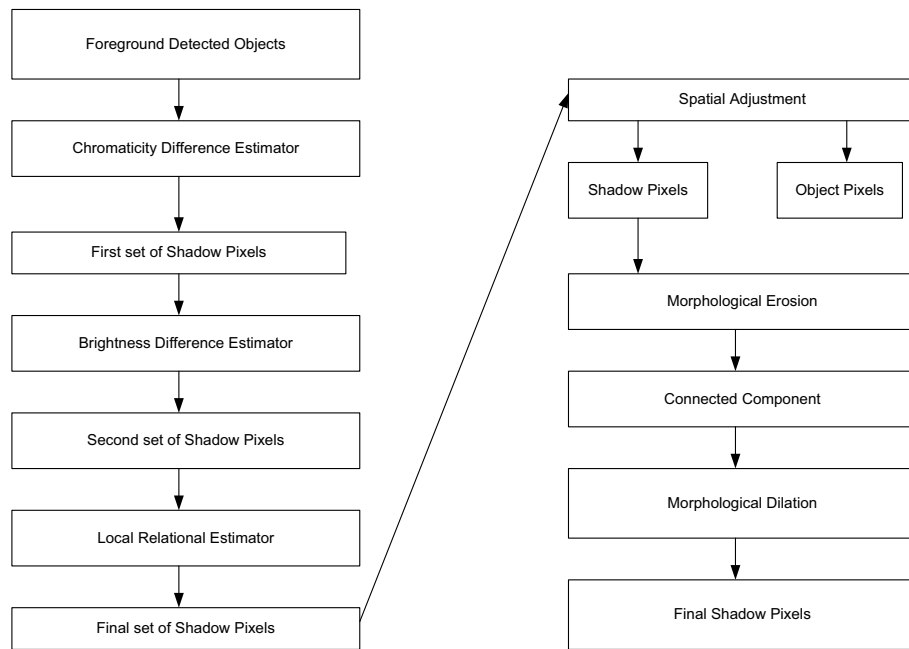 Foreground Detected Objects
Chromaticity Difference Estimator
First set of Shadow Pixels
Brightness Difference Estimator
Second set of Shadow Pixels
Local Relational Estimator
Final set of Shadow Pixels
Spatial Adjustment
Shadow Pixels
Object Pixels
Morphological Erosion
Connected Component
Morphological Dilation
Final Shadow Pixels